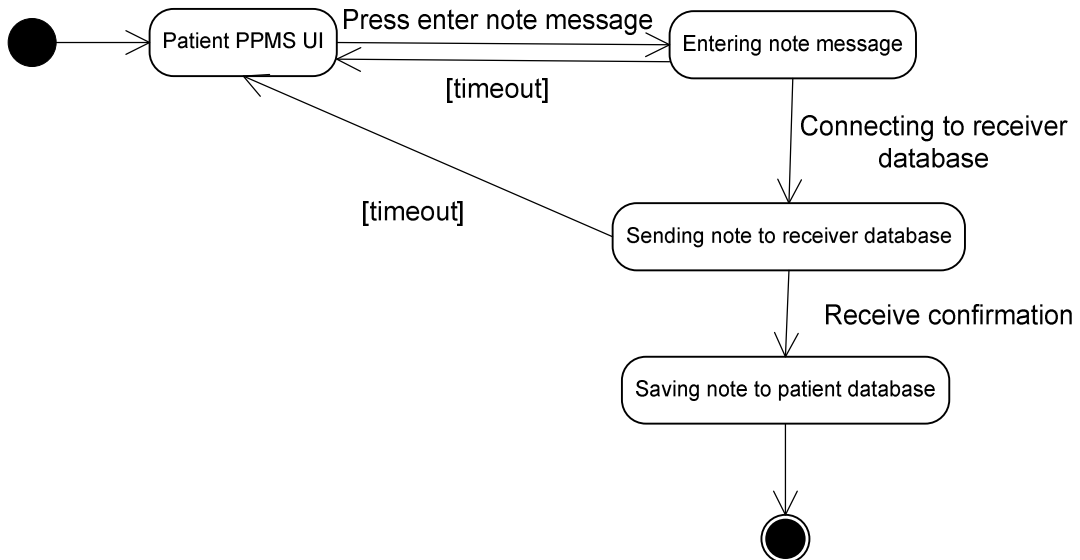 Press enter note message
Patient PPMS UI
Entering note message
[timeout]
Connecting to receiver
database
[timeout]
Sending note to receiver database
Receive confirmation
Saving note to patient database